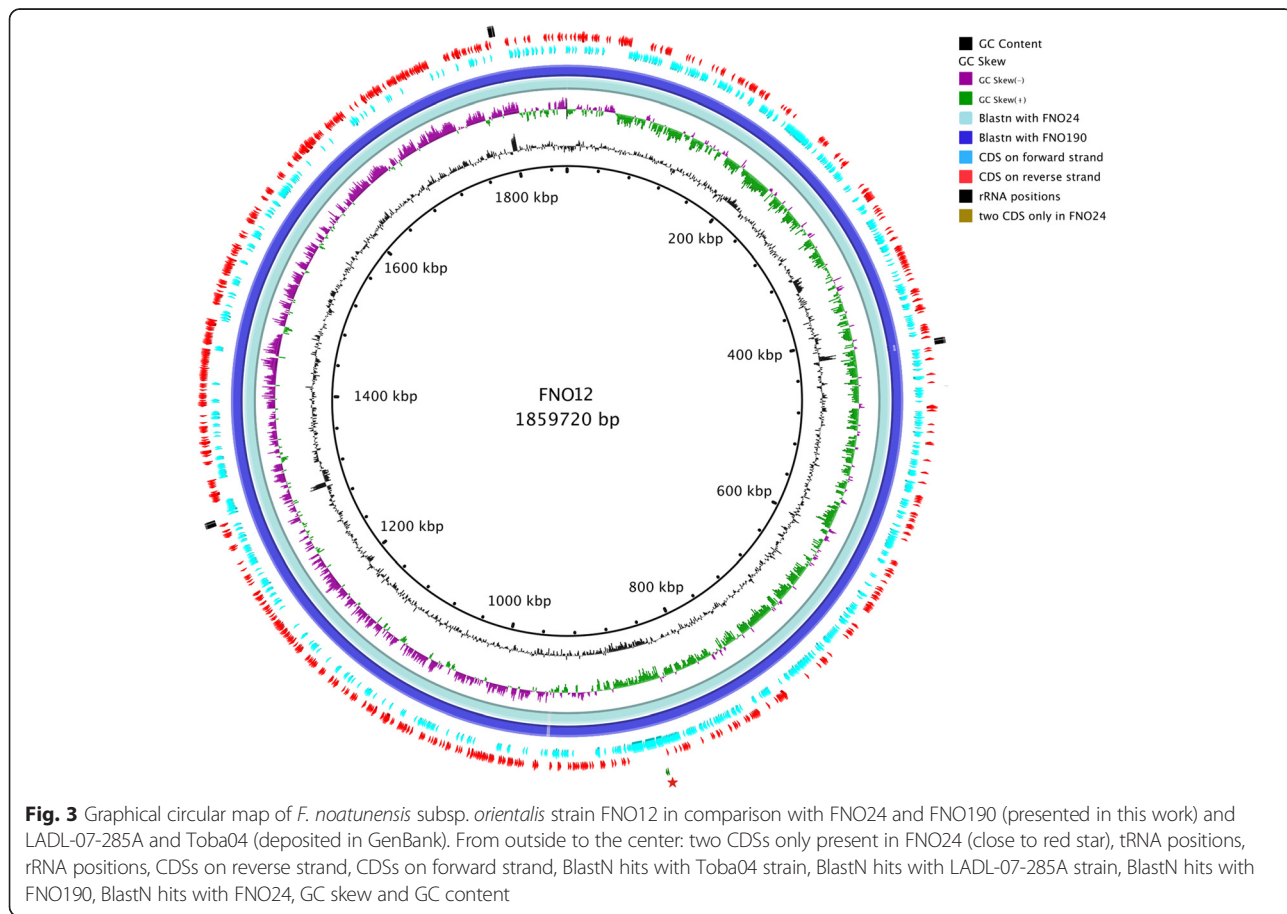 GC Content
GC Skew
GC Skew(-)
GC Skew(+)
Blastn with FNO24
Blastn with FNO190
CDS on forward strand
CDS on reverse strand
rRNA positions
two CDS only in FNO24
1800 kbp
200 kbp
1600 kbp
400 kbp
1400 kbp
FNO12
1859720 bp
600 kbp
1200 kbp
800 kbp
1000 kbp
Fig. 3 Graphical circular map of F. noatunensis subsp. orientalis strain FNO12 in comparison with FNO24 and FNO190 (presented in this work) and
LADL-07-285A and Toba04 (deposited in GenBank). From outside to the center: two CDSs only present in FNO24 (close to red star), tRNA positions,
rRNA positions, CDSs on reverse strand, CDSs on forward strand, BlastN hits with Toba04 strain, BlastN hits with LADL-07-285A strain, BlastN hits with
FNO190, BlastN hits with FNO24, GC skew and GC content